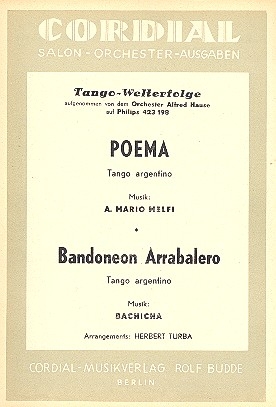 CORDIAL
SALON - ORCHESTER - AUSGABEN
Tango-Welterfolge
aufgenommen von dem Orchester Alfred Hause
auf Philips 423 198
POEMA
Tango argentino
Musik:
A. MARIO MELFI
•
Bandoneon Arrabalero
Tango argentino
Musik:
BACHICHA
Arrangements: HERBERT TURBA
CORDIAL-MUSIKVERLAG ROLF BUDDE
BERLIN